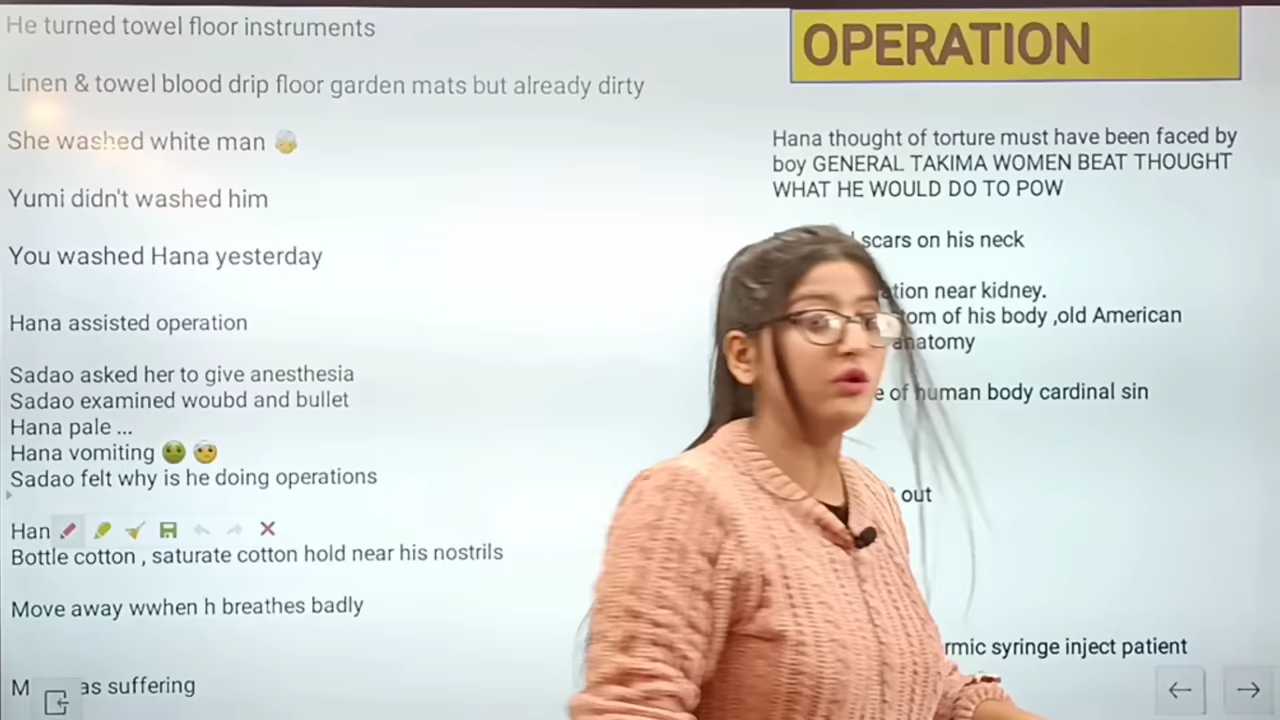 He turned towel floor instruments
Linen & towel blood drip floor garden mats but already dirty
She washed white man
Yumi didn't washed him
You washed Hana yesterday
Hana assisted operation
Sadao asked her to give anesthesia
Sadao examined woubd and bullet
Hana pale ...
Hana vomiting
Sadao felt why is he doing operations
Han
Bottle cotton , saturate cotton hold near his nostrils
Move away wwhen h breathes badly
M as suffering
OPERATION
Hana thought of torture must have been faced by
boy GENERAL TAKIMA WOMEN BEAT THOUGHT
WHAT HE WOULD DO TO POW
scars on his neck
near kidney.
of his body ,old American
anatomy
of human body cardinal sin
out
syringe inject patient